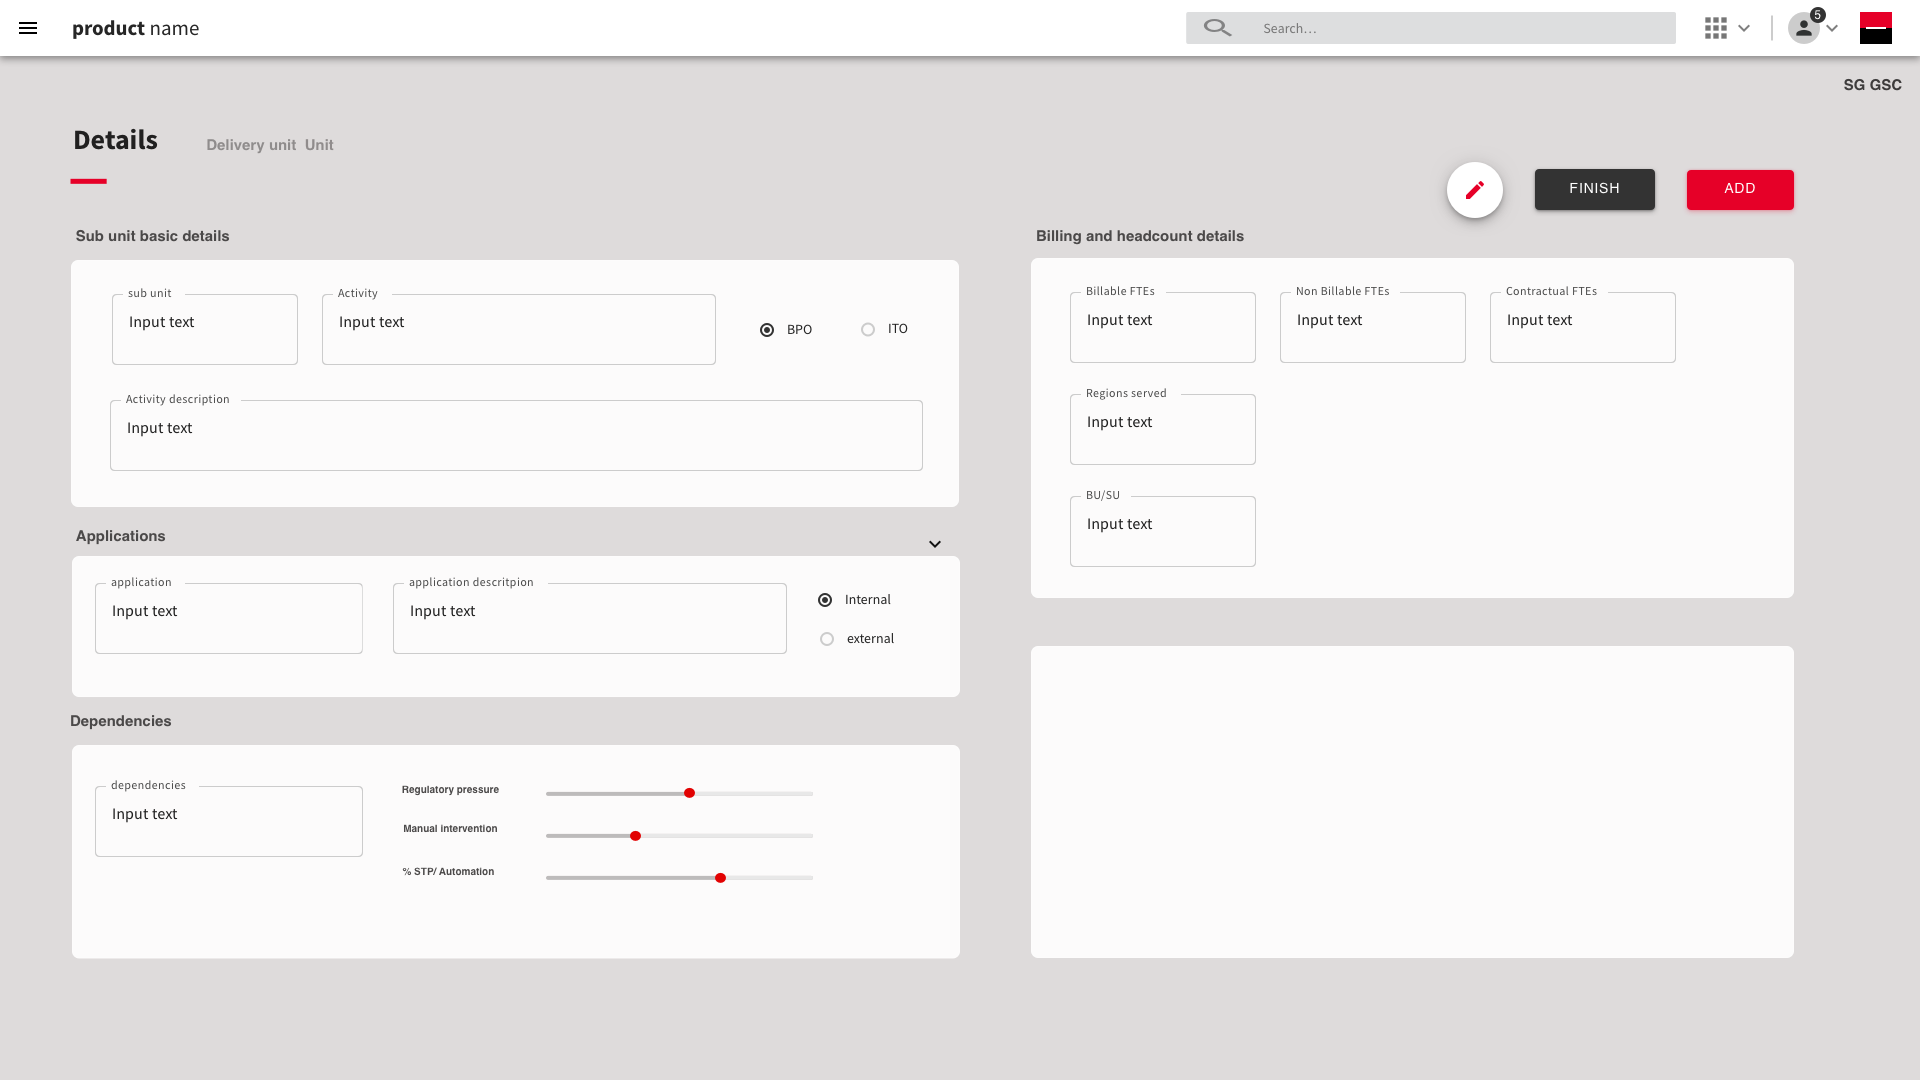 product name
Search...
5
SG GSC
Details
Delivery unit Unit
FINISH
ADD
Sub unit basic details
sub unit
Input text
Activity
Input text
BPO
ITO
Activity description
Input text
Applications
application
Input text
application descritpion
Input text
Internal
external
Dependencies
dependencies
Input text
Regulatory pressure
Manual intervention
% STP/ Automation
Billing and headcount details
Billable FTEs
Input text
Non Billable FTEs
Input text
Contractual FTEs
Input text
Regions served
Input text
BU/SU
Input text